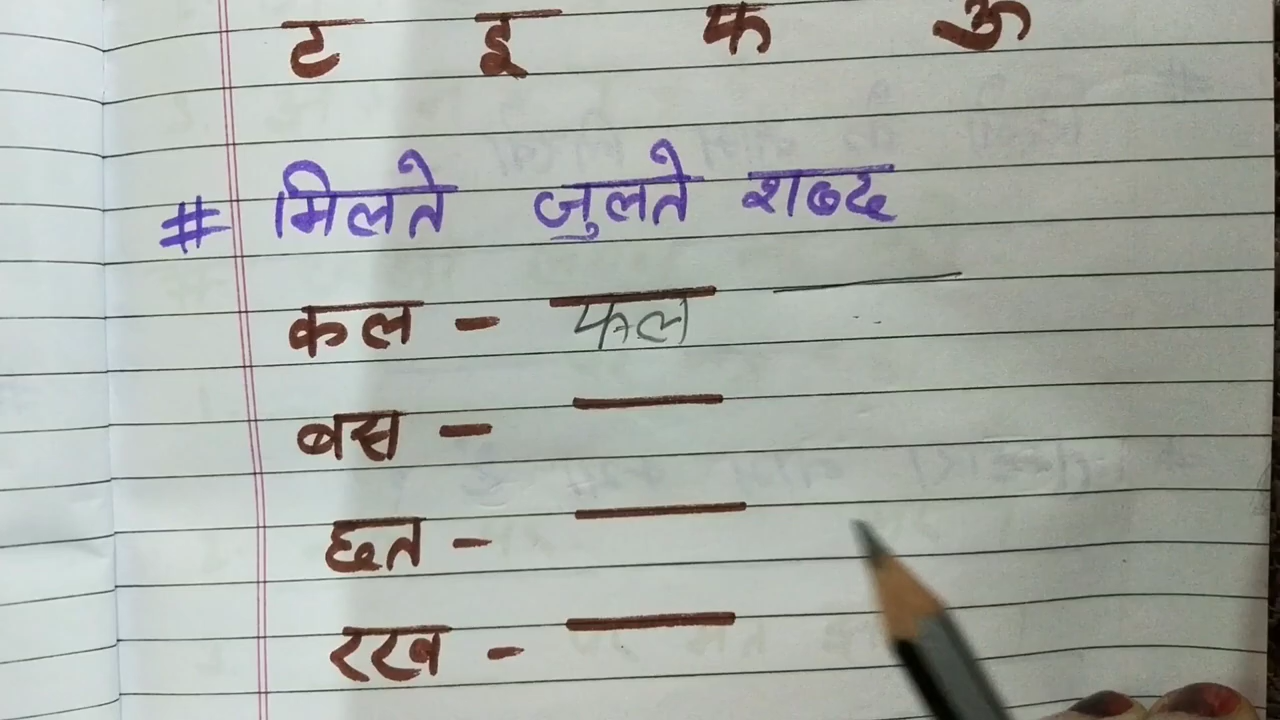 ट इ फ ऊ
# मिलते जुलते शब्द
कल - फल
बस -
छत -
रख -